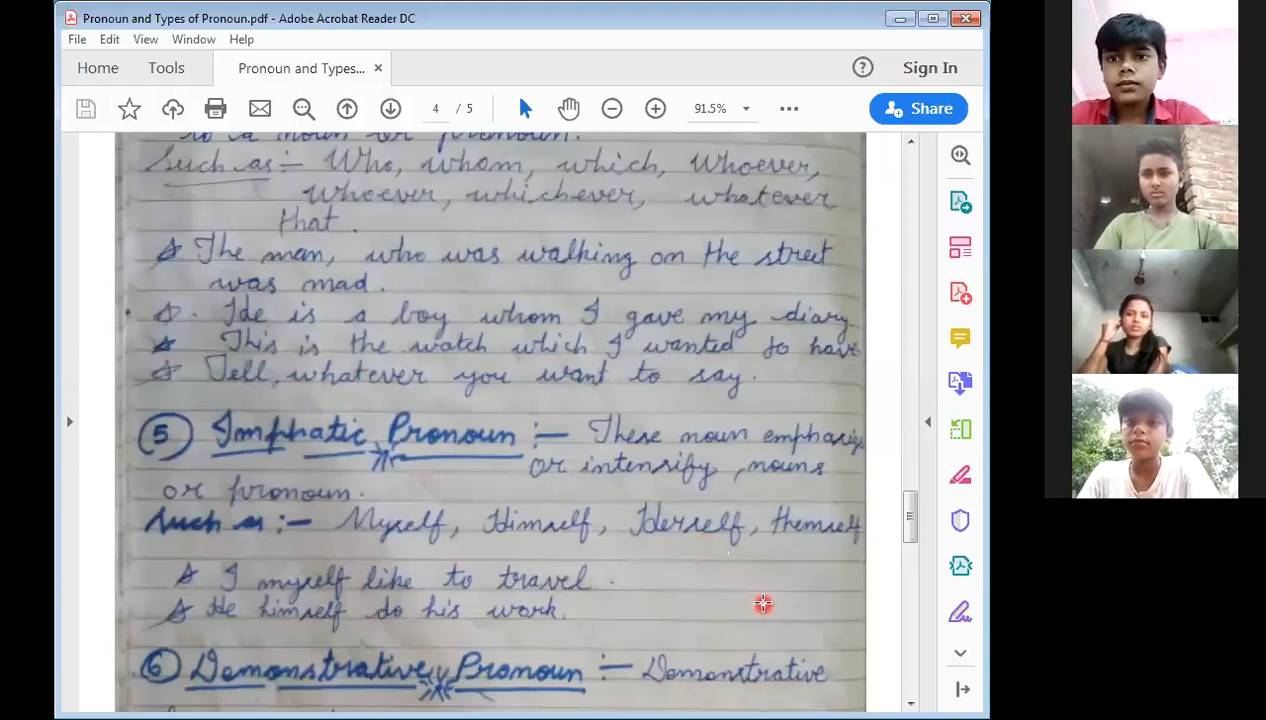 Pronoun and Types of Pronoun.pdf - Adobe Acrobat Reader DC
File Edit View Window Help
Home Tools Pronoun and Types... × Sign In
4 / 5 91.5% Share
to a noun or pronoun.
Such as :- Who, whom, which, Whoever,
Whoever, whichever, whatever
that.
The man, who was walking on the street
was mad.
He is a boy whom I gave my diary
This is the watch which I wanted to have
Tell, whatever you want to say.
5 Imphatic Pronoun :- These noun emphasiz
or intensify, nouns
or pronoun.
Such as :- Myself, Himself, Herself, themself
I myself like to travel.
He himself do his work.
6 Demonstrative Pronoun :- Demonstrative